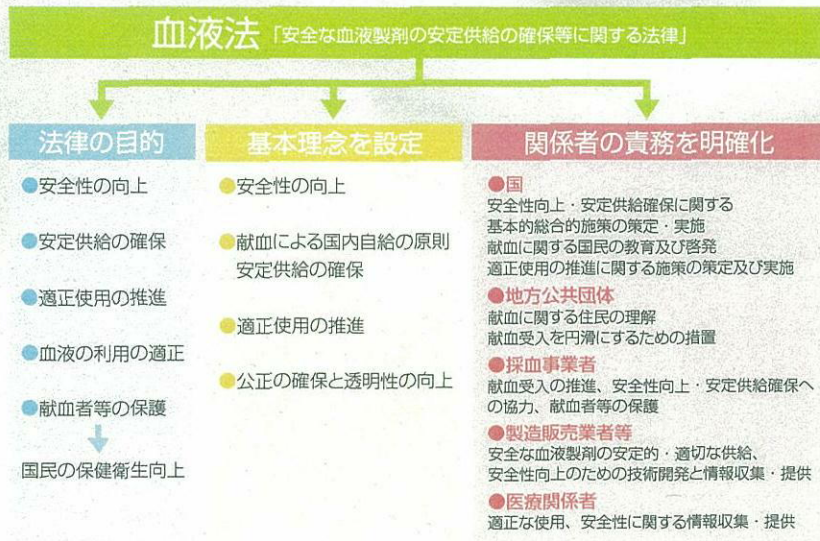 血液法「安全な血液製剤の安定供給の確保等に関する法律」
法律の目的
●安全性の向上
●安定供給の確保
●適正使用の推進
●血液の利用の適正
●献血者等の保護
国民の保健衛生向上
基本理念を設定
●安全性の向上
●献血による国内自給の原則
安定供給の確保
●適正使用の推進
●公正の確保と透明性の向上
関係者の責務を明確化
●国
安全性向上・安定供給確保に関する
基本的総合的施策の策定・実施
献血に関する国民の教育及び啓発
適正使用の推進に関する施策の策定及び実施
●地方公共団体
献血に関する住民の理解
献血受入を円滑にするための措置
●採血事業者
献血受入の推進、安全性向上・安定供給確保へ
の協力、献血者等の保護
●製造販売業者等
安全な血液製剤の安定的・適切な供給、
安全性向上のための技術開発と情報収集・提供
●医療関係者
適正な使用、安全性に関する情報収集・提供